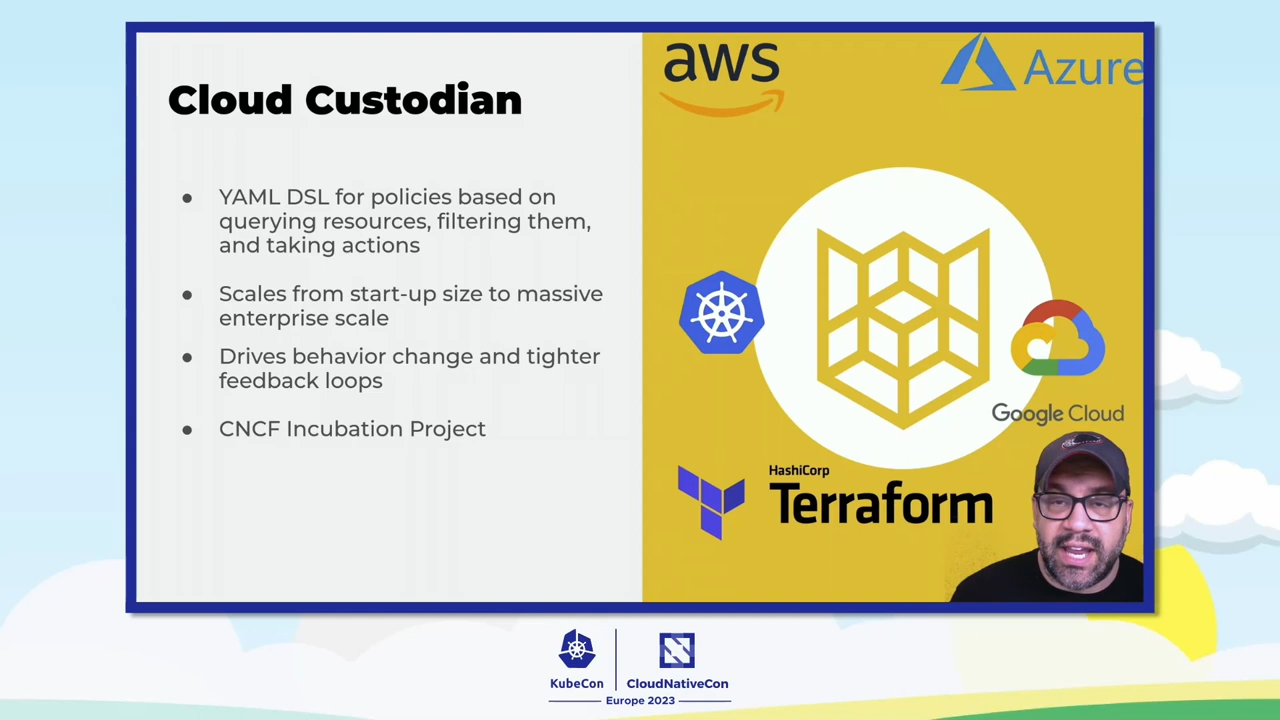 Cloud Custodian
● YAML DSL for policies based on
querying resources, filtering them,
and taking actions
● Scales from start-up size to massive
enterprise scale
● Drives behavior change and tighter
feedback loops
● CNCF Incubation Project
aws
Azure
Google Cloud
HashiCorp
Terraform
KubeCon
CloudNativeCon
Europe 2023